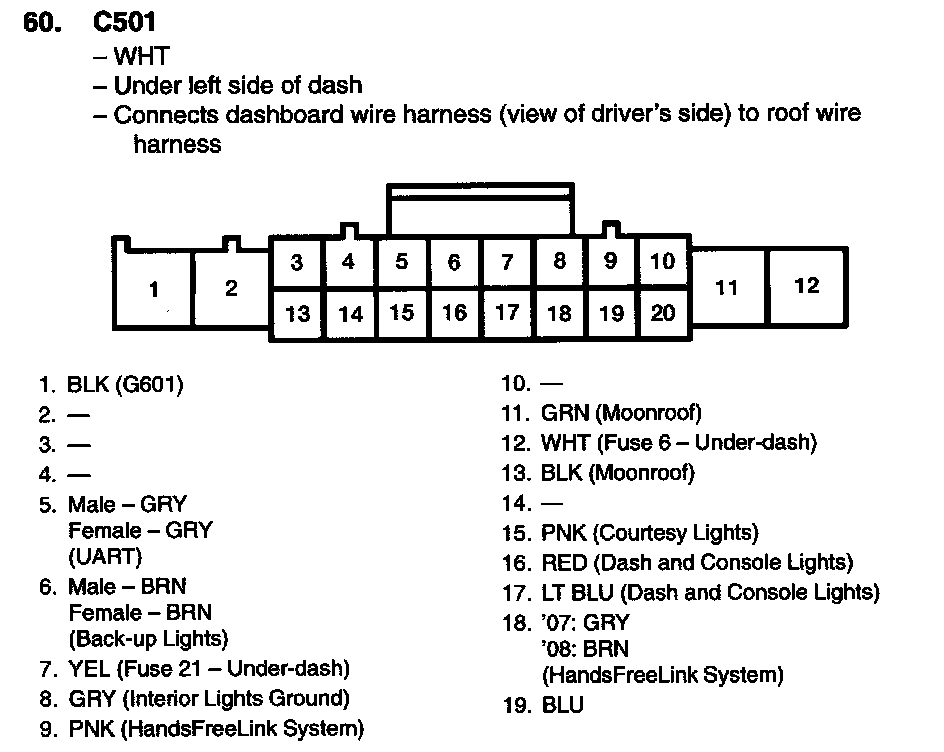 60. C501
– WHT
– Under left side of dash
– Connects dashboard wire harness (view of driver's side) to roof wire
harness
3 4 5 6 7 8 9 10
1 2 11 12
13 14 15 16 17 18 19 20
1. BLK (G601)
2. —
3. —
4. —
5. Male – GRY
Female – GRY
(UART)
6. Male – BRN
Female – BRN
(Back-up Lights)
7. YEL (Fuse 21 – Under-dash)
8. GRY (Interior Lights Ground)
9. PNK (HandsFreeLink System)
10. —
11. GRN (Moonroof)
12. WHT (Fuse 6 – Under-dash)
13. BLK (Moonroof)
14. —
15. PNK (Courtesy Lights)
16. RED (Dash and Console Lights)
17. LT BLU (Dash and Console Lights)
18. '07: GRY
'08: BRN
(HandsFreeLink System)
19. BLU